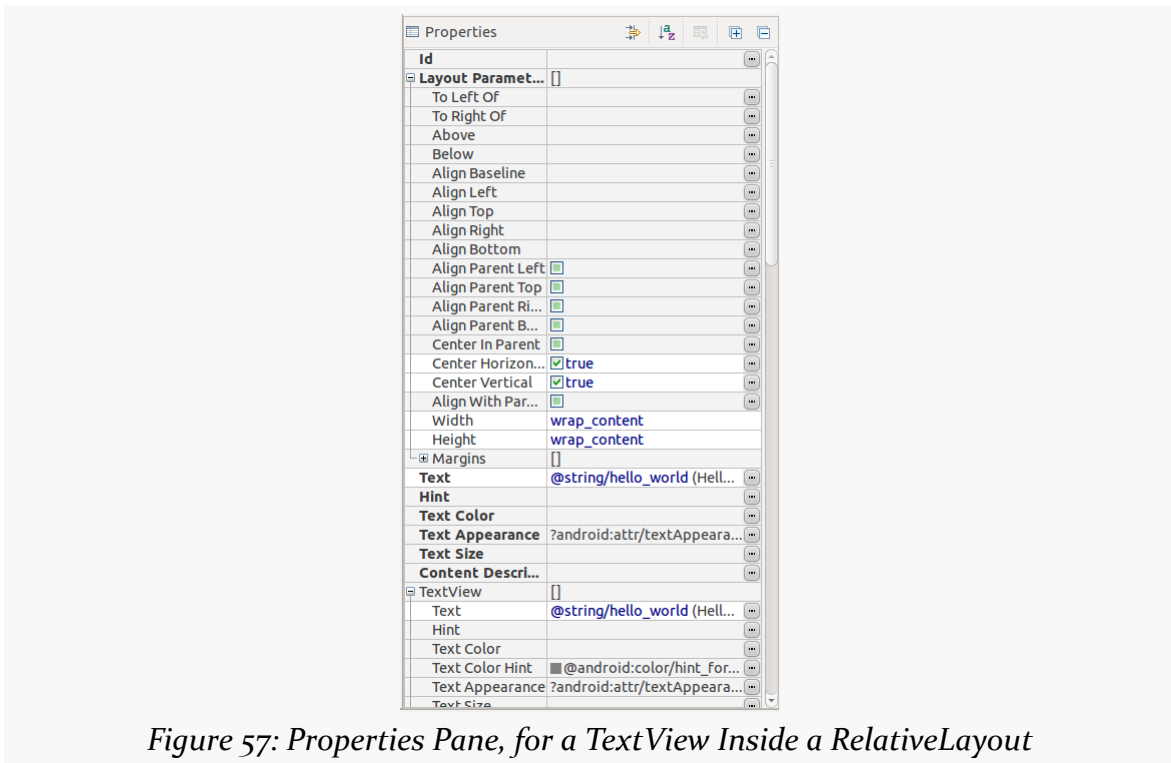 Properties
Id
Layout Paramet... []
To Left Of
To Right Of
Above
Below
Align Baseline
Align Left
Align Top
Align Right
Align Bottom
Align Parent Left
Align Parent Top
Align Parent Ri...
Align Parent B...
Center In Parent
Center Horizon... true
Center Vertical true
Align With Par...
Width wrap_content
Height wrap_content
Margins []
Text @string/hello_world (Hell...
Hint
Text Color
Text Appearance ?android:attr/textAppeara...
Text Size
Content Descri...
TextView []
Text @string/hello_world (Hell...
Hint
Text Color
Text Color Hint @android:color/hint_for...
Text Appearance ?android:attr/textAppeara...
Text Size
Figure 57: Properties Pane, for a TextView Inside a RelativeLayout